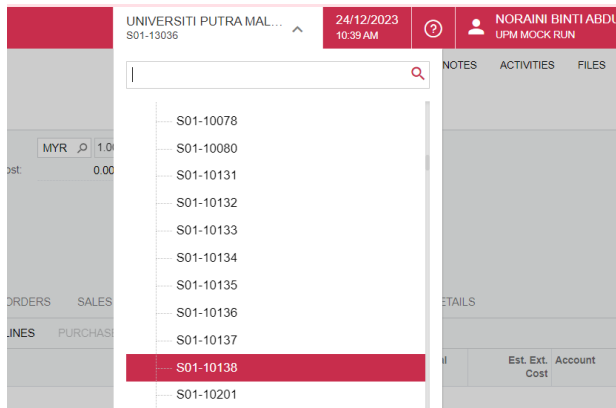 UNIVERSITI PUTRA MAL...
S01-13036
24/12/2023
10:39 AM
NORAINI BINTI ABDU
UPM MOCK RUN
NOTES ACTIVITIES FILES
S01-10078
MYR 1.00
S01-10080
ost: 0.00
S01-10131
S01-10132
S01-10133
S01-10134
S01-10135
ORDERS SALES ETAILS
S01-10136
LINES PURCHASE
S01-10137
S01-10138
Est. Ext. Cost Account
S01-10201